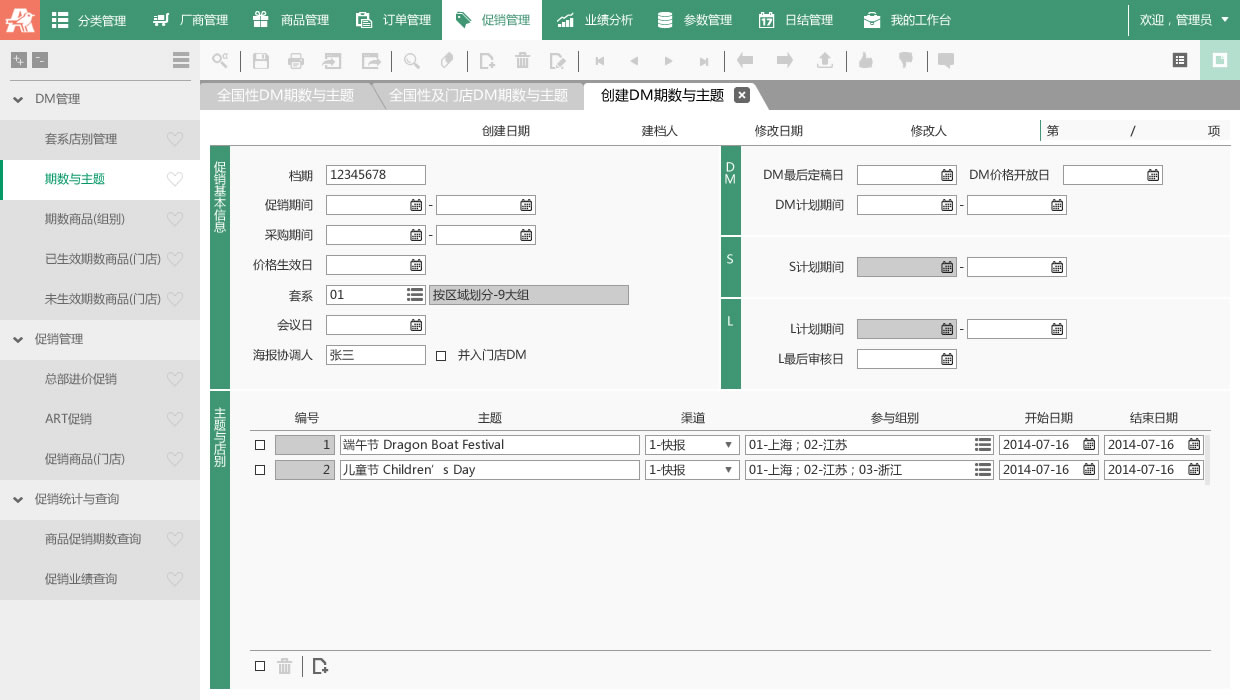 分类管理 厂商管理 商品管理 订单管理 促销管理 业绩分析 参数管理 日结管理 我的工作台 欢迎，管理员
全国性DM期数与主题 全国性及门店DM期数与主题 创建DM期数与主题
DM管理
套系店别管理
期数与主题
期数商品(组别)
已生效期数商品(门店)
未生效期数商品(门店)
促销管理
总部进价促销
ART促销
促销商品(门店)
促销统计与查询
商品促销期数查询
促销业绩查询
创建日期 建档人 修改日期 修改人 第 / 项
促销基本信息
档期 12345678
促销期间 -
采购期间 -
价格生效日
套系 01 按区域划分-9大组
会议日
海报协调人 张三 并入门店DM
DM
DM最后定稿日 DM价格开放日
DM计划期间 -
S
S计划期间 -
L
L计划期间 -
L最后审核日
主题与店别
编号 主题 渠道 参与组别 开始日期 结束日期
1 端午节 Dragon Boat Festival 1-快报 01-上海；02-江苏 2014-07-16 2014-07-16
2 儿童节 Children’s Day 1-快报 01-上海；02-江苏；03-浙江 2014-07-16 2014-07-16